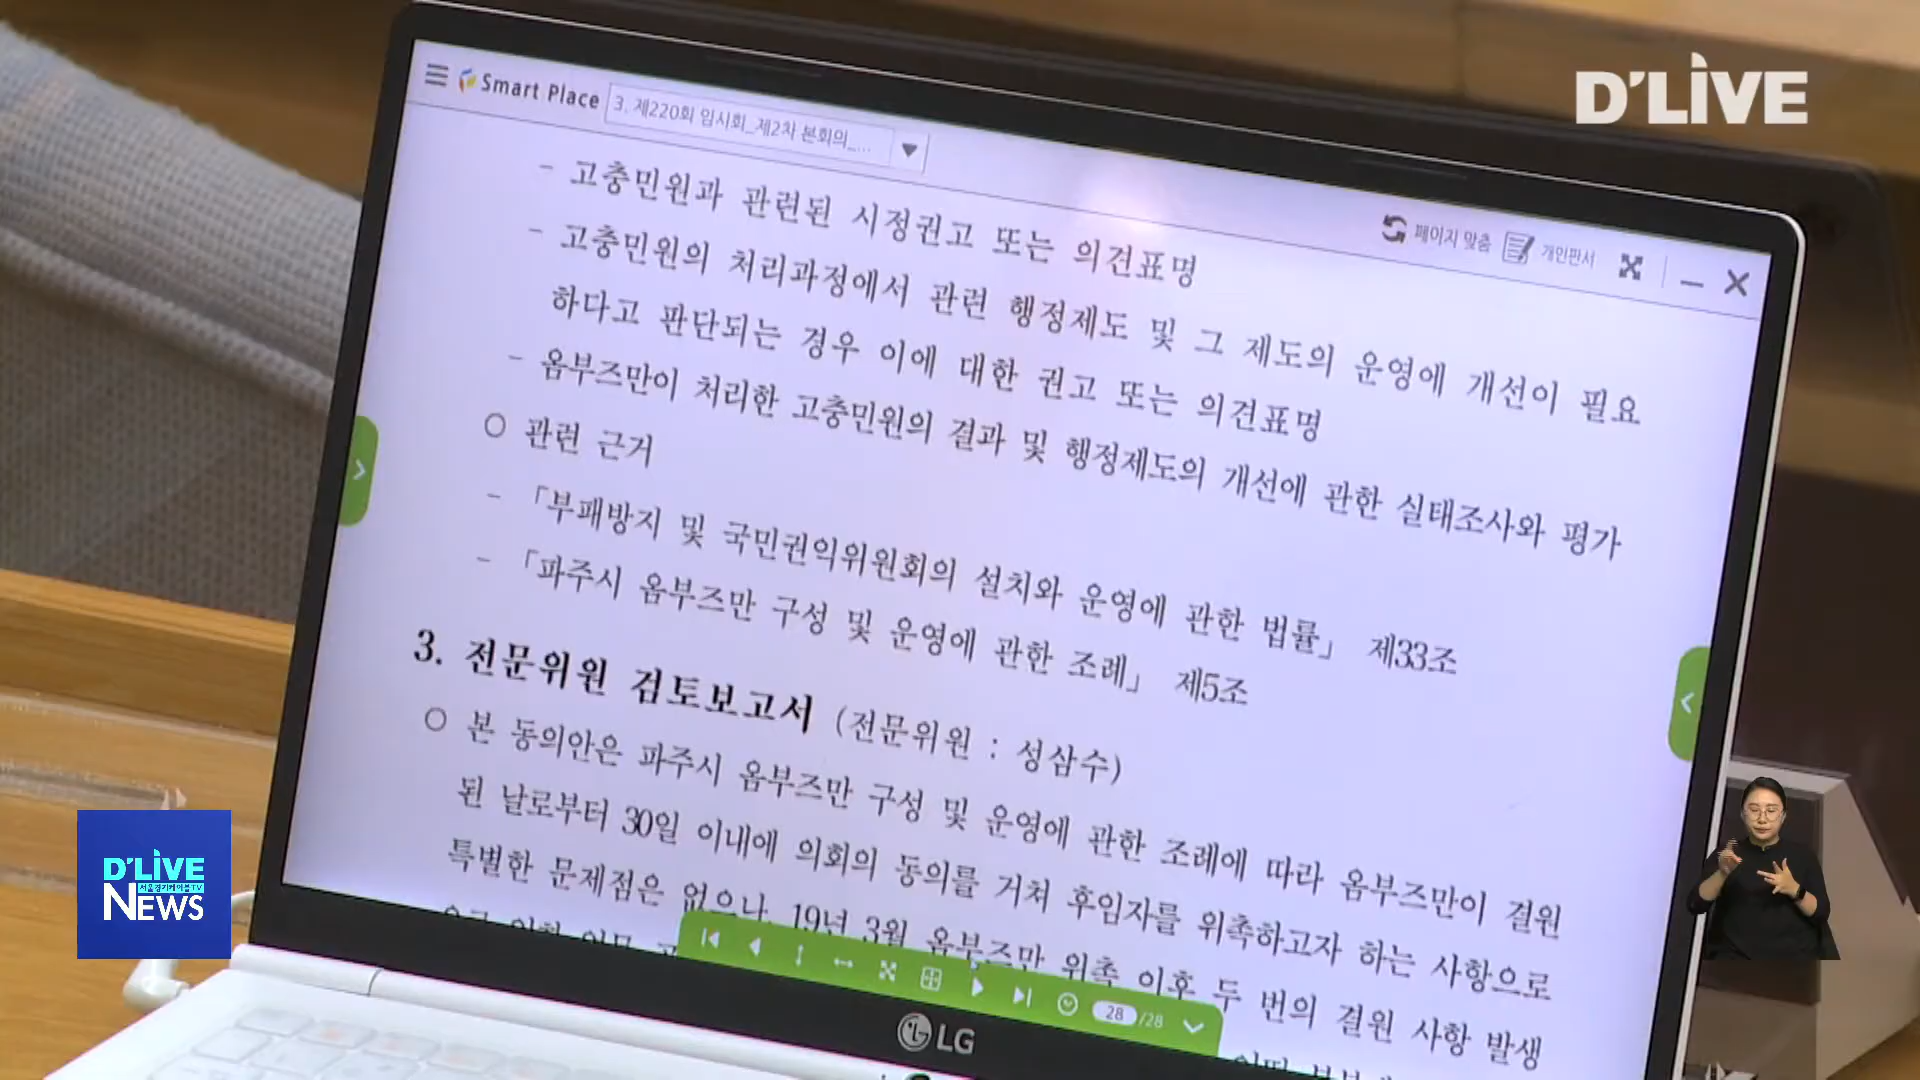 D'LIVE
Smart Place
3. 제220회 임시회_제2차 본회의_...
페이지 맞춤
개인판서
- 고충민원과 관련된 시정권고 또는 의견표명
- 고충민원의 처리과정에서 관련 행정제도 및 그 제도의 운영에 개선이 필요
하다고 판단되는 경우 이에 대한 권고 또는 의견표명
- 옴부즈만이 처리한 고충민원의 결과 및 행정제도의 개선에 관한 실태조사와 평가
○ 관련 근거
- 「부패방지 및 국민권익위원회의 설치와 운영에 관한 법률」 제33조
- 「파주시 옴부즈만 구성 및 운영에 관한 조례」 제5조
3. 전문위원 검토보고서 (전문위원 : 성삼수)
○ 본 동의안은 파주시 옴부즈만 구성 및 운영에 관한 조례에 따라 옴부즈만이 결원
된 날로부터 30일 이내에 의회의 동의를 거쳐 후임자를 위촉하고자 하는 사항으로
특별한 문제점은 없으나, 19년 3월 옴부즈만 위촉 이후 두 번의 결원 사항 발생
28 /28
LG
D'LIVE
서울경기케이블TV
NEWS